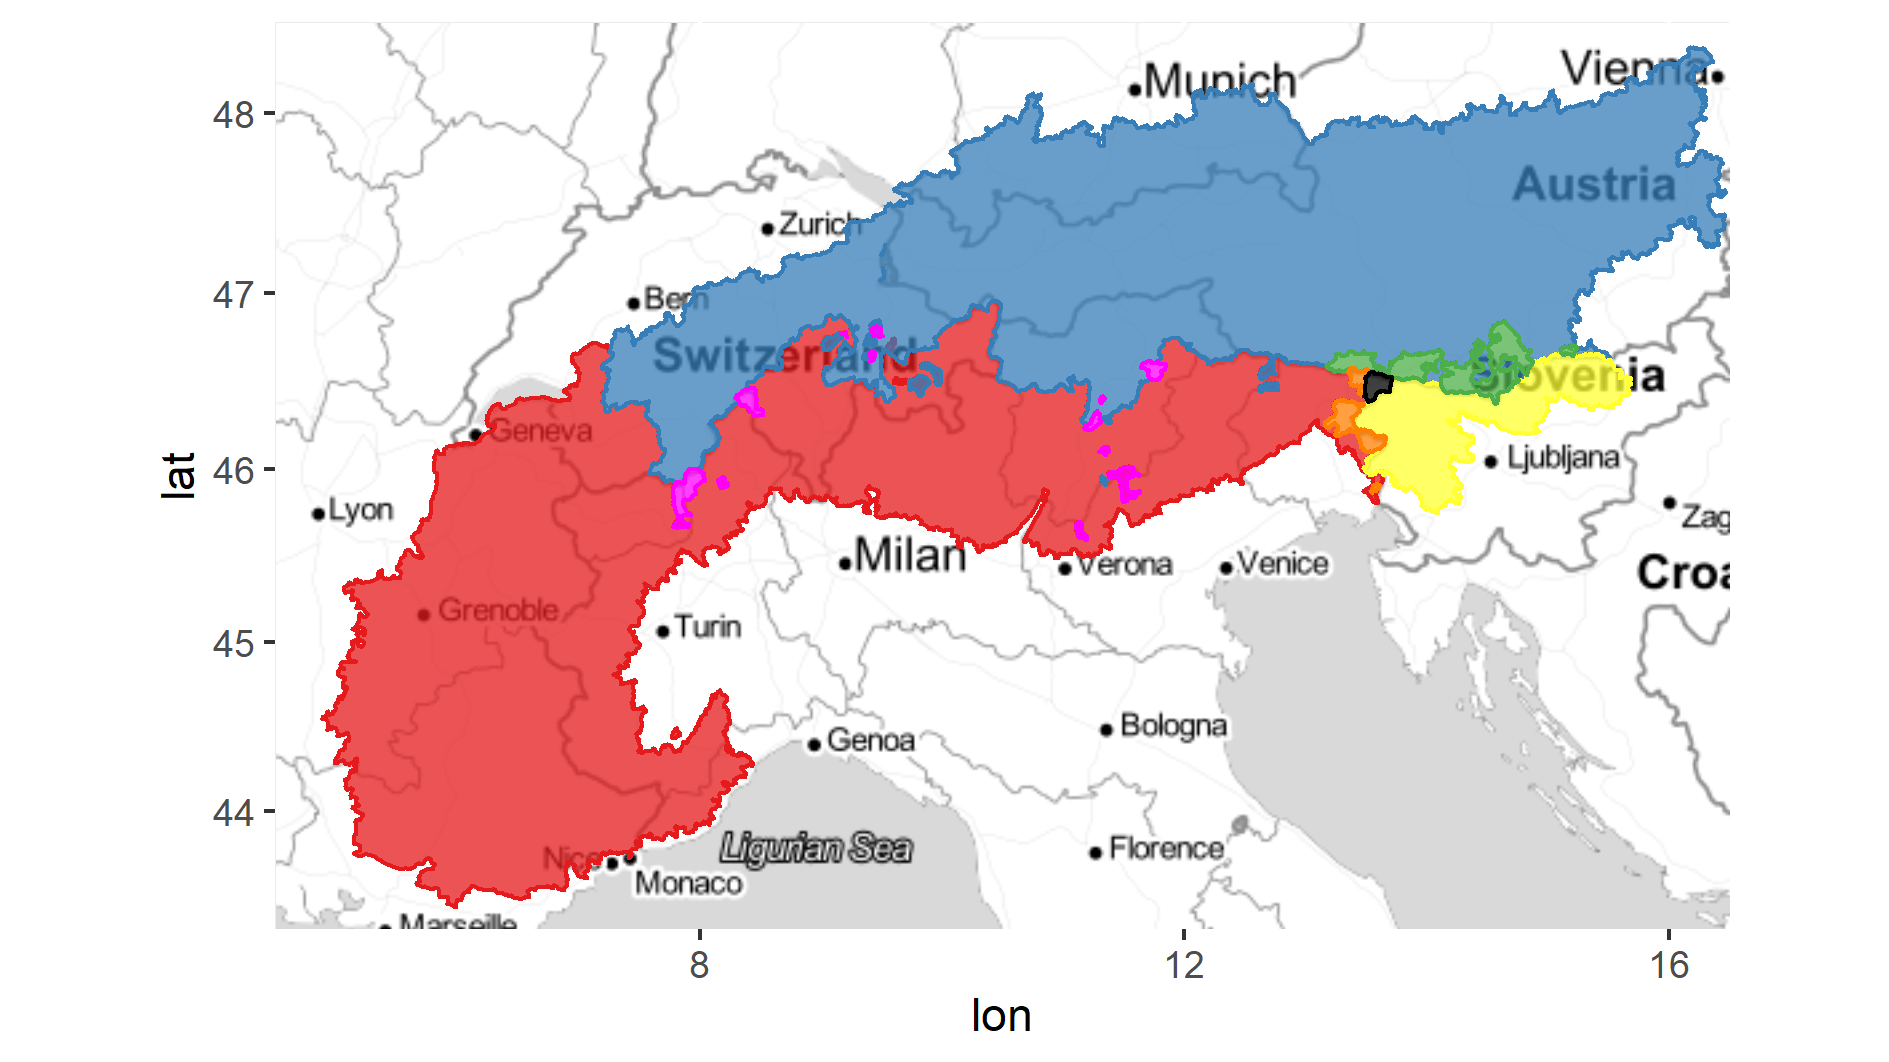 Munich
Vienna
48
Austria
Zurich
47
Bern
Switzerland
Slovenia
Geneva
46
Ljubljana
Lyon
Zag
Milan
Verona
Venice
Croa
Grenoble
Turin
45
Bologna
Genoa
44
Ligurian Sea
Florence
Nice
Monaco
Marseille
lat
8
12
16
lon